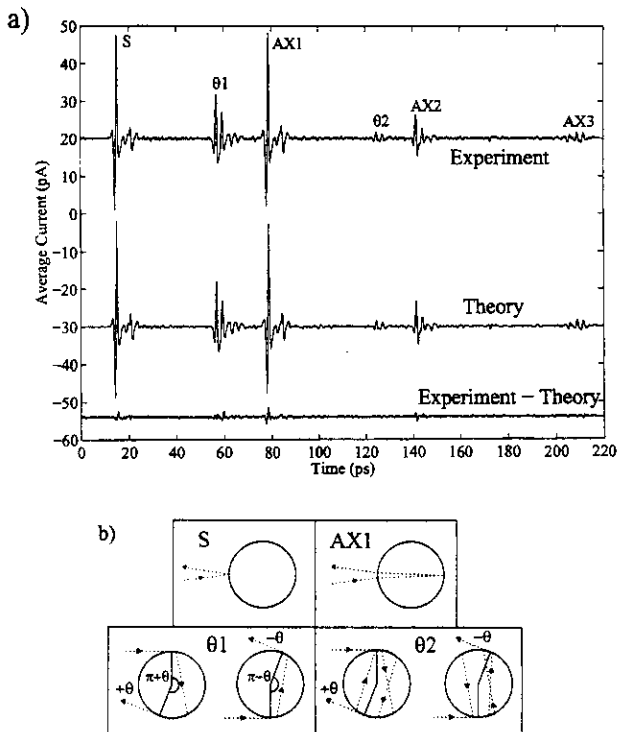 a)
50
40
30
20
10
0
−10
−20
−30
−40
−50
−60
Average Current (pA)
S
θ1
AX1
θ2
AX2
AX3
Experiment
Theory
Experiment − Theory
0 20 40 60 80 100 120 140 160 180 200 220
Time (ps)
b)
S
AX1
θ1
−θ
π+θ
π−θ
+θ
θ2
−θ
+θ